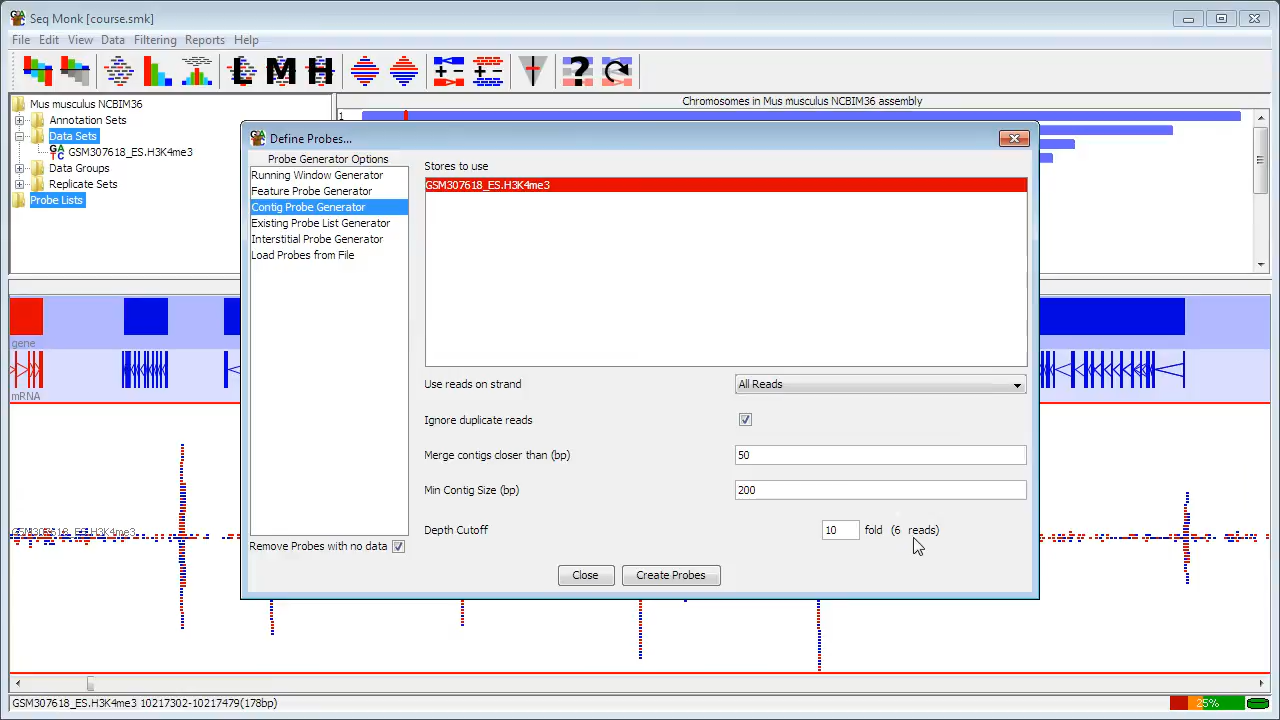 Seq Monk [course.smk]
File Edit View Data Filtering Reports Help
L M H ?
Mus musculus NCBIM36
Annotation Sets
Data Sets
GSM307618_ES.H3K4me3
Data Groups
Replicate Sets
Probe Lists
Chromosomes in Mus musculus NCBIM36 assembly
1
Define Probes...
Probe Generator Options
Running Window Generator
Feature Probe Generator
Contig Probe Generator
Existing Probe List Generator
Interstitial Probe Generator
Load Probes from File
Remove Probes with no data
Stores to use
GSM307618_ES.H3K4me3
Use reads on strand All Reads
Ignore duplicate reads
Merge contigs closer than (bp) 50
Min Contig Size (bp) 200
Depth Cutoff 10 fold (6 reads)
Close Create Probes
gene
mRNA
GSM307618_ES.H3K4me3
GSM307618_ES.H3K4me3 10217302-10217479(178bp)
25%